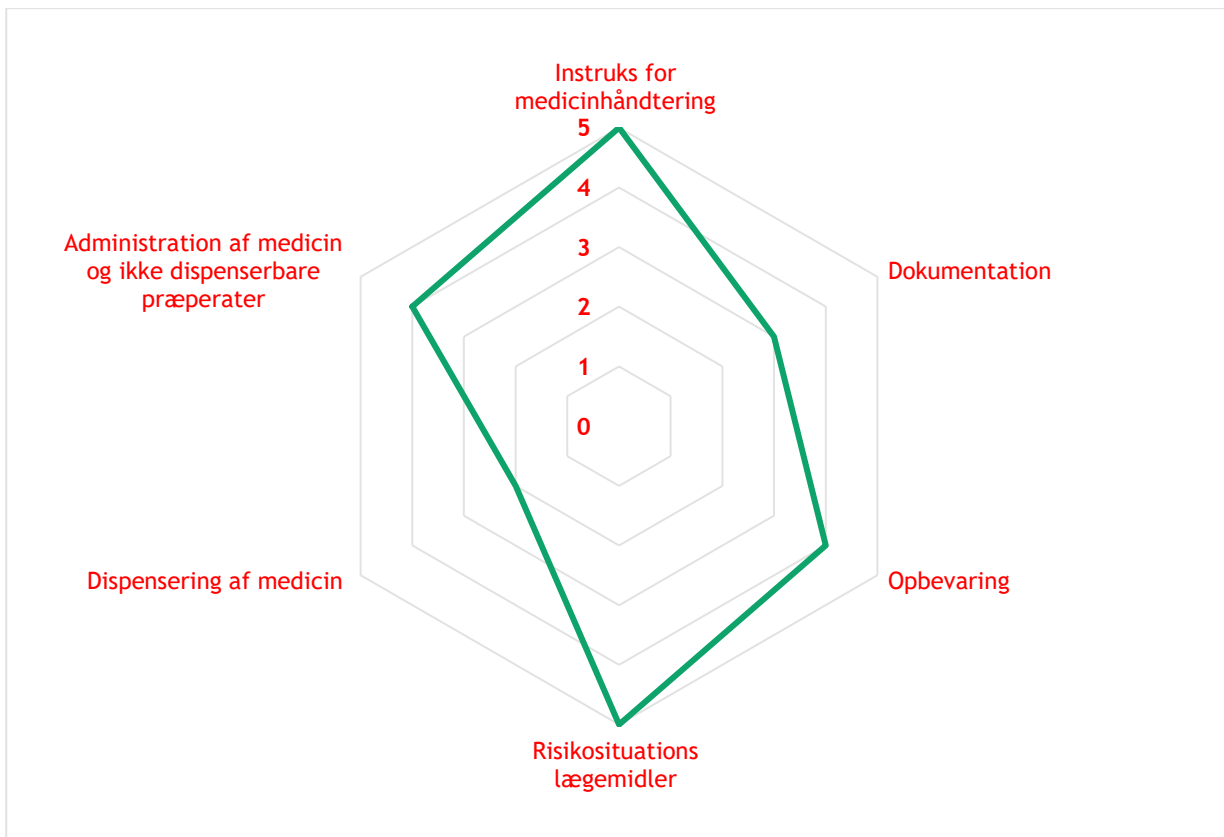 Instruks for
medicinhåndtering
5
4
3
2
1
0
Dokumentation
Opbevaring
Risikosituations
lægemidler
Dispensering af medicin
Administration af medicin
og ikke dispenserbare
præperater